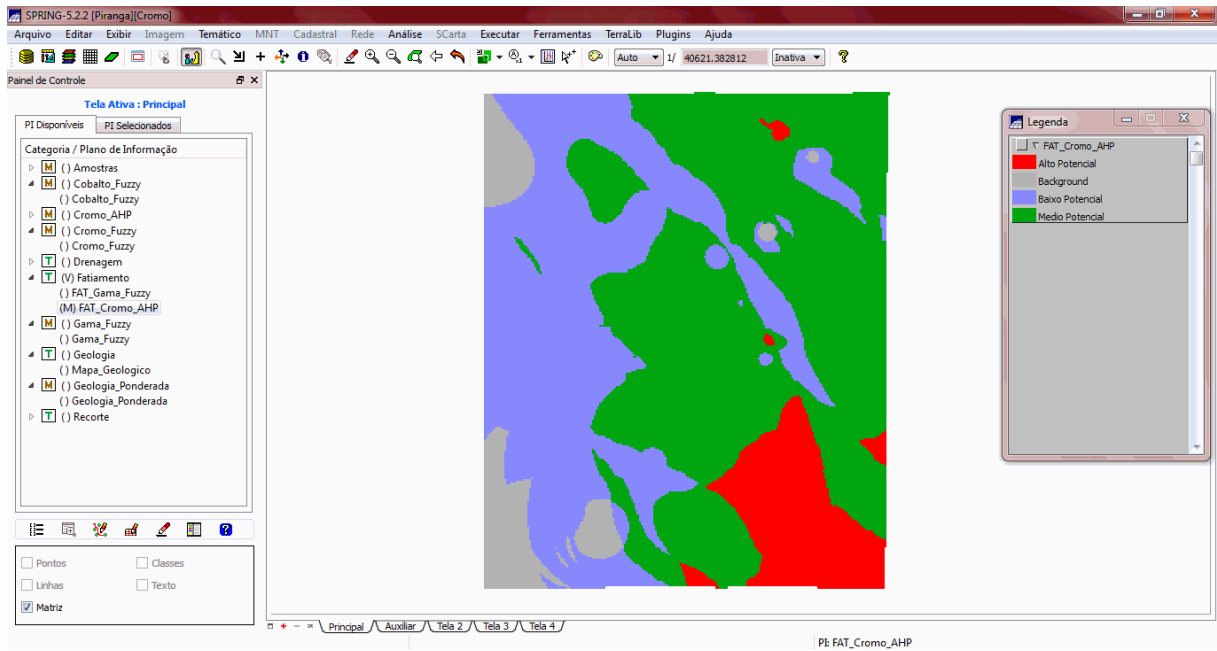 SPRING-5.2.2 [Piranga][Cromo]
Arquivo Editar Exibir Imagem Temático MNT Cadastral Rede Análise SCarta Executar Ferramentas TerraLib Plugins Ajuda
Auto 1/ 40621.382812 Inativa
Painel de Controle
Tela Ativa : Principal
PI Disponíveis PI Selecionados
Categoria / Plano de Informação
M () Amostras
M () Cobalto_Fuzzy
() Cobalto_Fuzzy
M () Cromo_AHP
M () Cromo_Fuzzy
() Cromo_Fuzzy
T () Drenagem
T (V) Fatiamento
() FAT_Gama_Fuzzy
(M) FAT_Cromo_AHP
M () Gama_Fuzzy
() Gama_Fuzzy
T () Geologia
() Mapa_Geologico
M () Geologia_Ponderada
() Geologia_Ponderada
T () Recorte
Pontos Classes
Linhas Texto
Matriz
Legenda
FAT_Cromo_AHP
Alto Potencial
Background
Baixo Potencial
Medio Potencial
Principal Auxiliar Tela 2 Tela 3 Tela 4
PI: FAT_Cromo_AHP